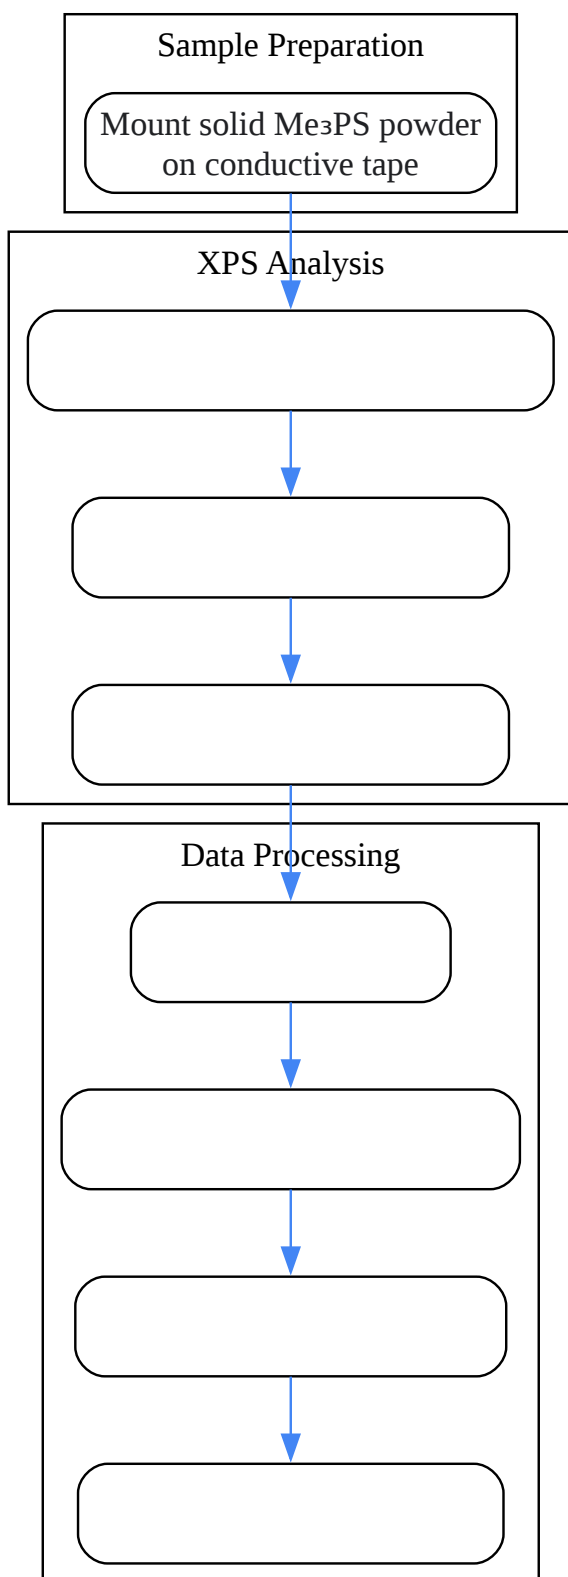 Sample Preparation
Mount solid Me₃PS powder
on conductive tape
XPS Analysis
Data Processing